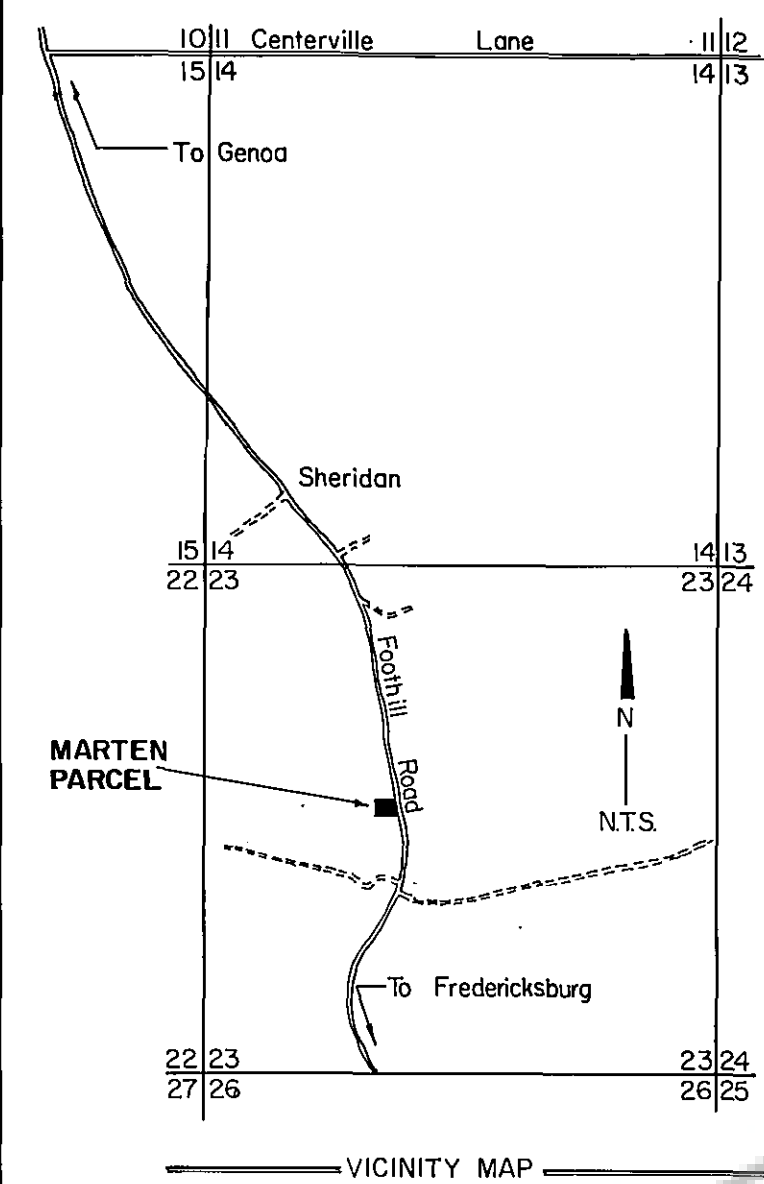 10 11 Centerville Lane 11 12
15 14 14 13
To Genoa
Sheridan
15 14 14 13
22 23 23 24
Foothill Road
N
N.T.S.
MARTEN
PARCEL
To Fredericksburg
22 23 23 24
27 26 26 25
VICINITY MAP